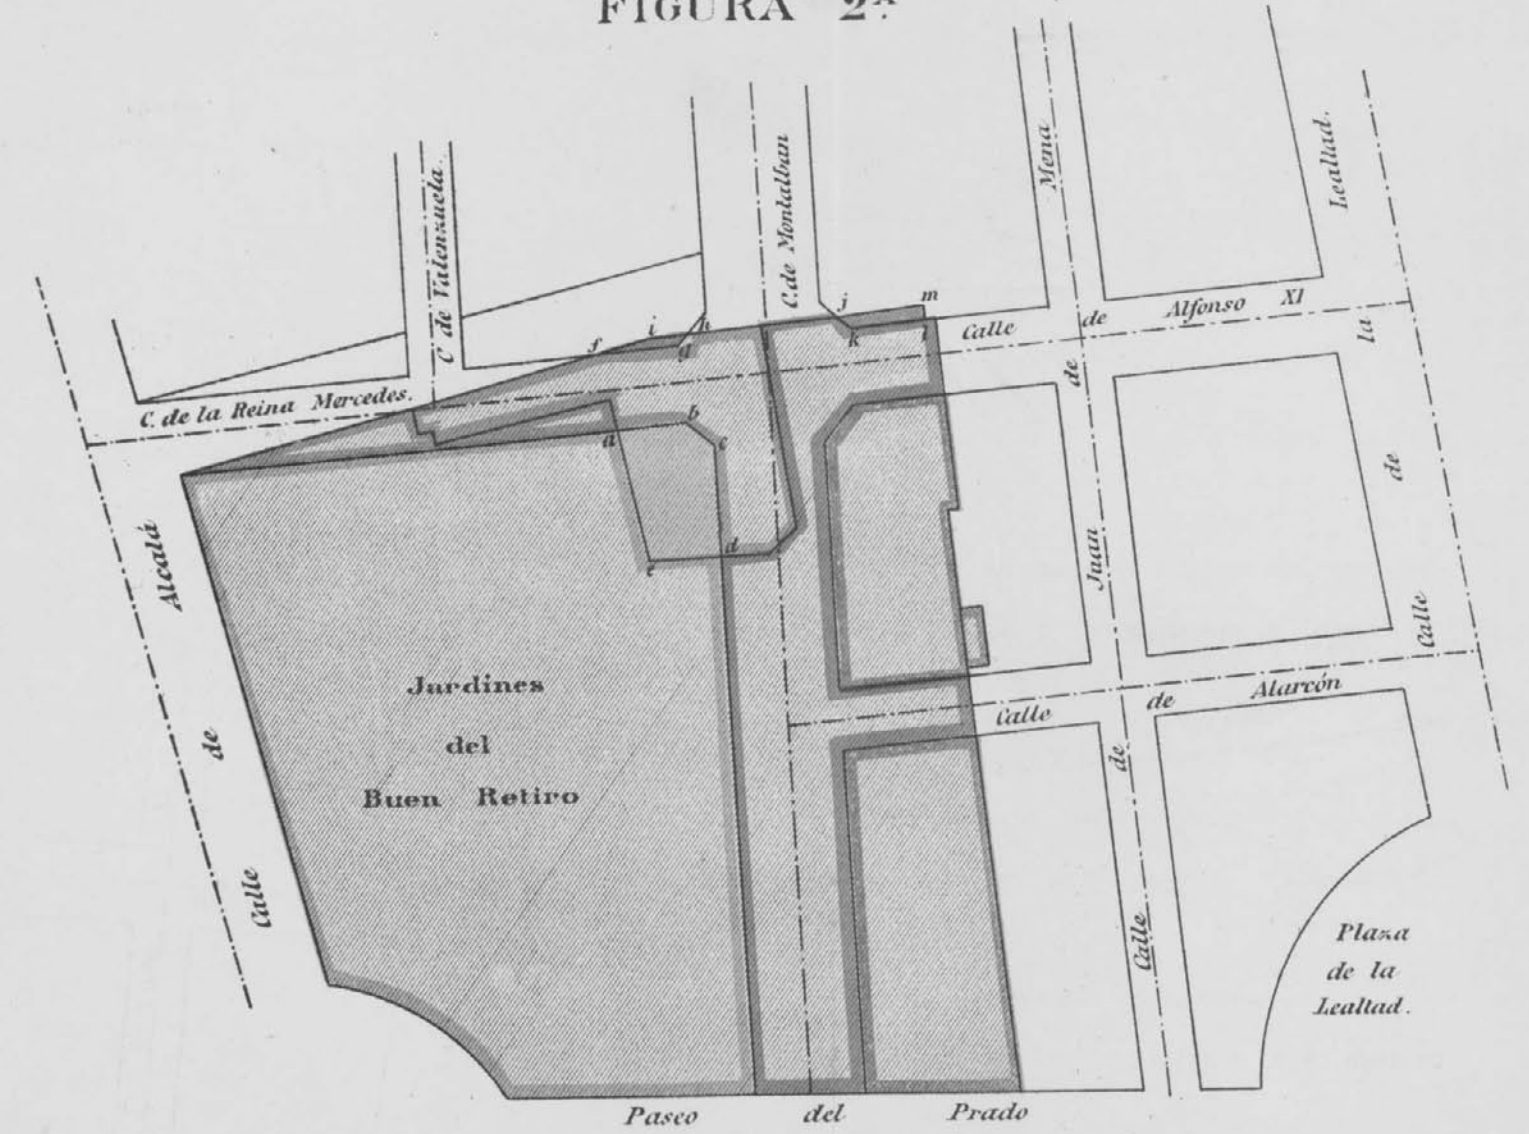 FIGURA 2ᴬ.
C. de Valenzuela.
C. de Montalban
Mena
Lealtad.
C. de la Reina Mercedes.
Calle de Alfonso XI
f
i
h
g
j
k
l
m
a
b
c
d
e
Alcalá
de
Calle
Jardines
del
Buen Retiro
de
Juan
de
Calle
la
de
Calle
Calle de Alarcón
Plaza
de la
Lealtad.
Paseo del Prado